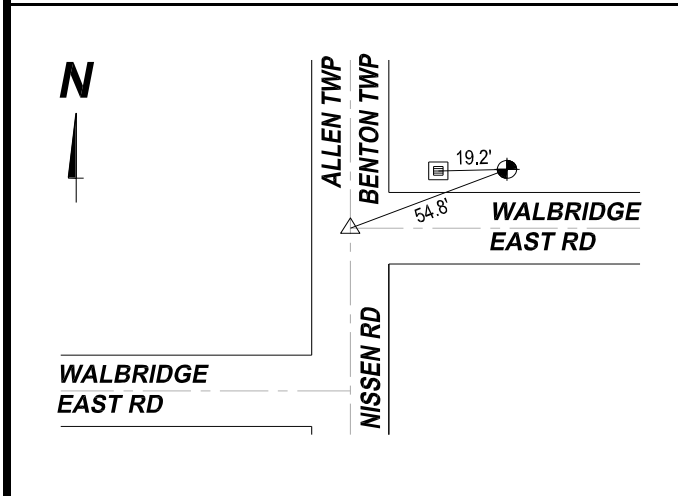 N
ALLEN TWP
BENTON TWP
19.2'
54.8'
WALBRIDGE
EAST RD
WALBRIDGE
EAST RD
NISSEN RD